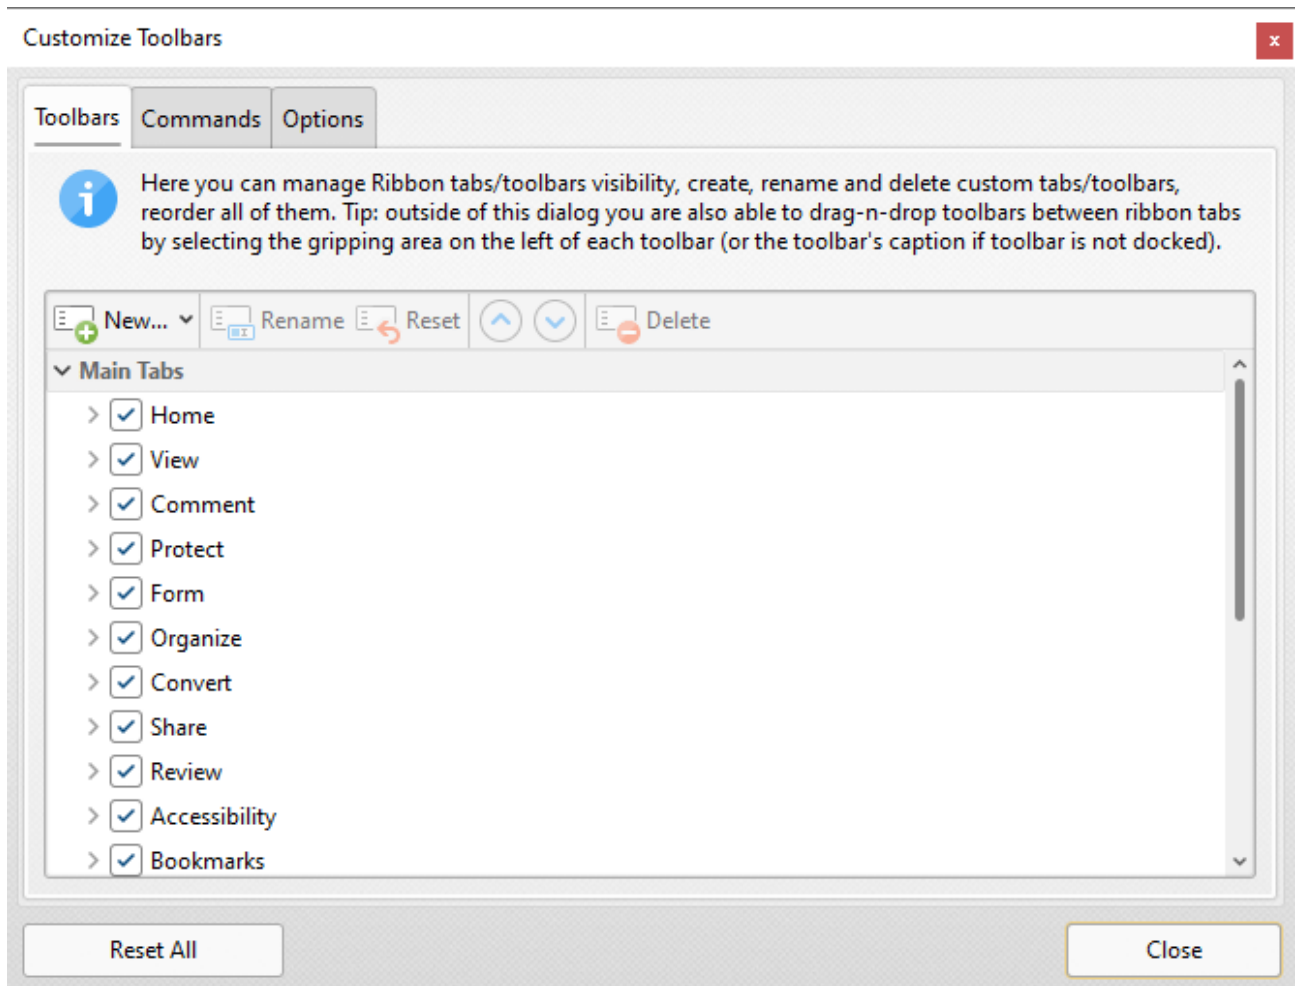 Customize Toolbars
x
Toolbars Commands Options
Here you can manage Ribbon tabs/toolbars visibility, create, rename and delete custom tabs/toolbars,
reorder all of them. Tip: outside of this dialog you are also able to drag-n-drop toolbars between ribbon tabs
by selecting the gripping area on the left of each toolbar (or the toolbar's caption if toolbar is not docked).
New... Rename Reset Delete
Main Tabs
Home
View
Comment
Protect
Form
Organize
Convert
Share
Review
Accessibility
Bookmarks
Reset All Close